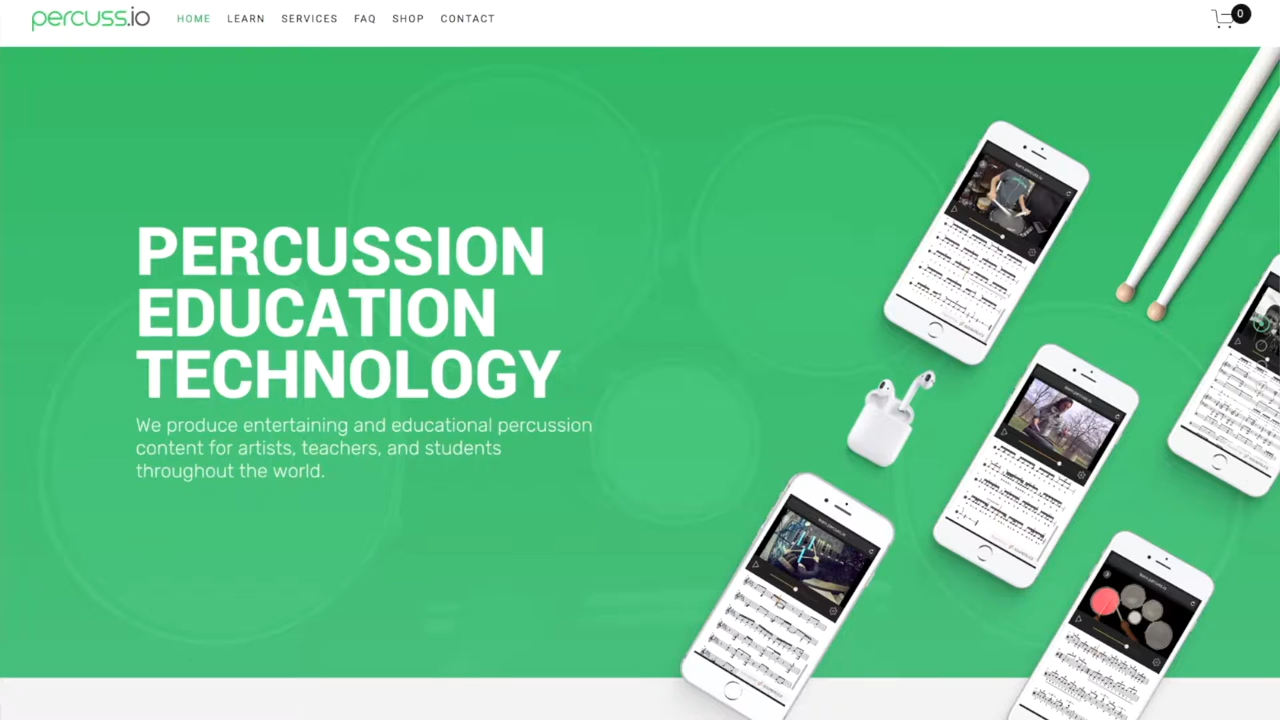 percuss.io
HOME LEARN SERVICES FAQ SHOP CONTACT
0
PERCUSSION
EDUCATION
TECHNOLOGY
We produce entertaining and educational percussion
content for artists, teachers, and students
throughout the world.